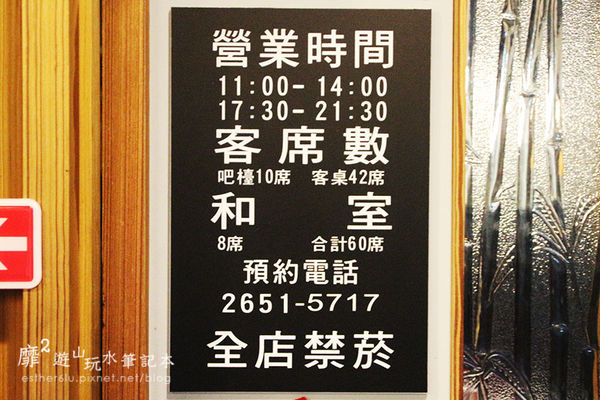 營業時間
11:00-14:00
17:30-21:30
客席數
吧檯10席 客桌42席
和室
8席 合計60席
預約電話
2651-5717
全店禁菸
靡2遊山玩水筆記本
esther6lu.pixnet.net/blog